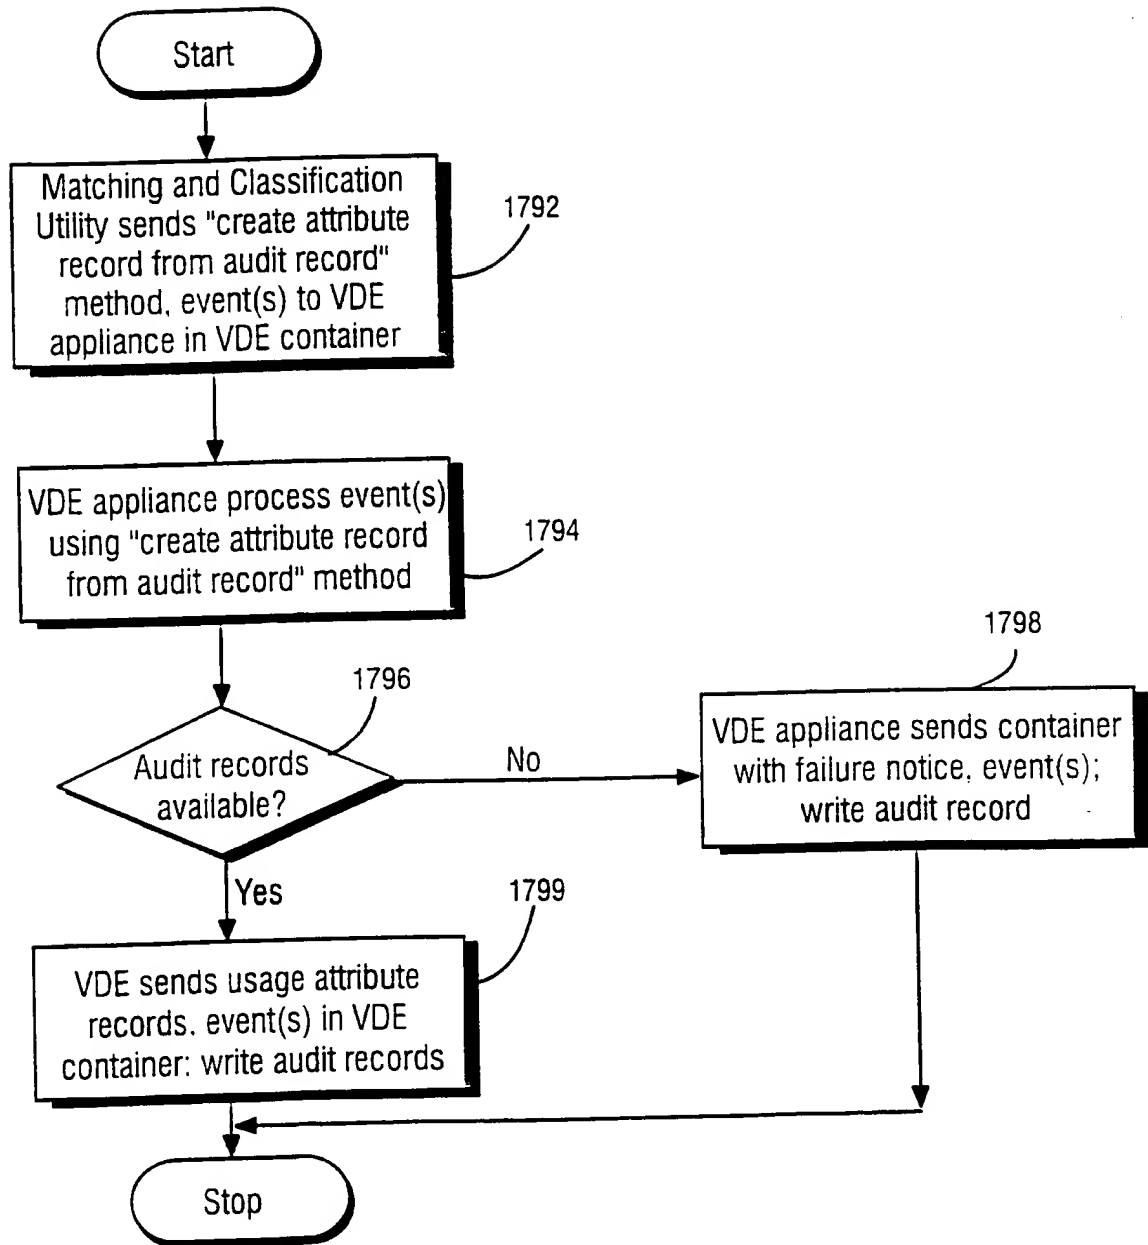 Start
Matching and Classification
Utility sends "create attribute
record from audit record"
method, event(s) to VDE
appliance in VDE container
1792
VDE appliance process event(s)
using "create attribute record
from audit record" method
1794
1796
Audit records
available?
No
Yes
1798
VDE appliance sends container
with failure notice, event(s);
write audit record
1799
VDE sends usage attribute
records, event(s) in VDE
container: write audit records
Stop